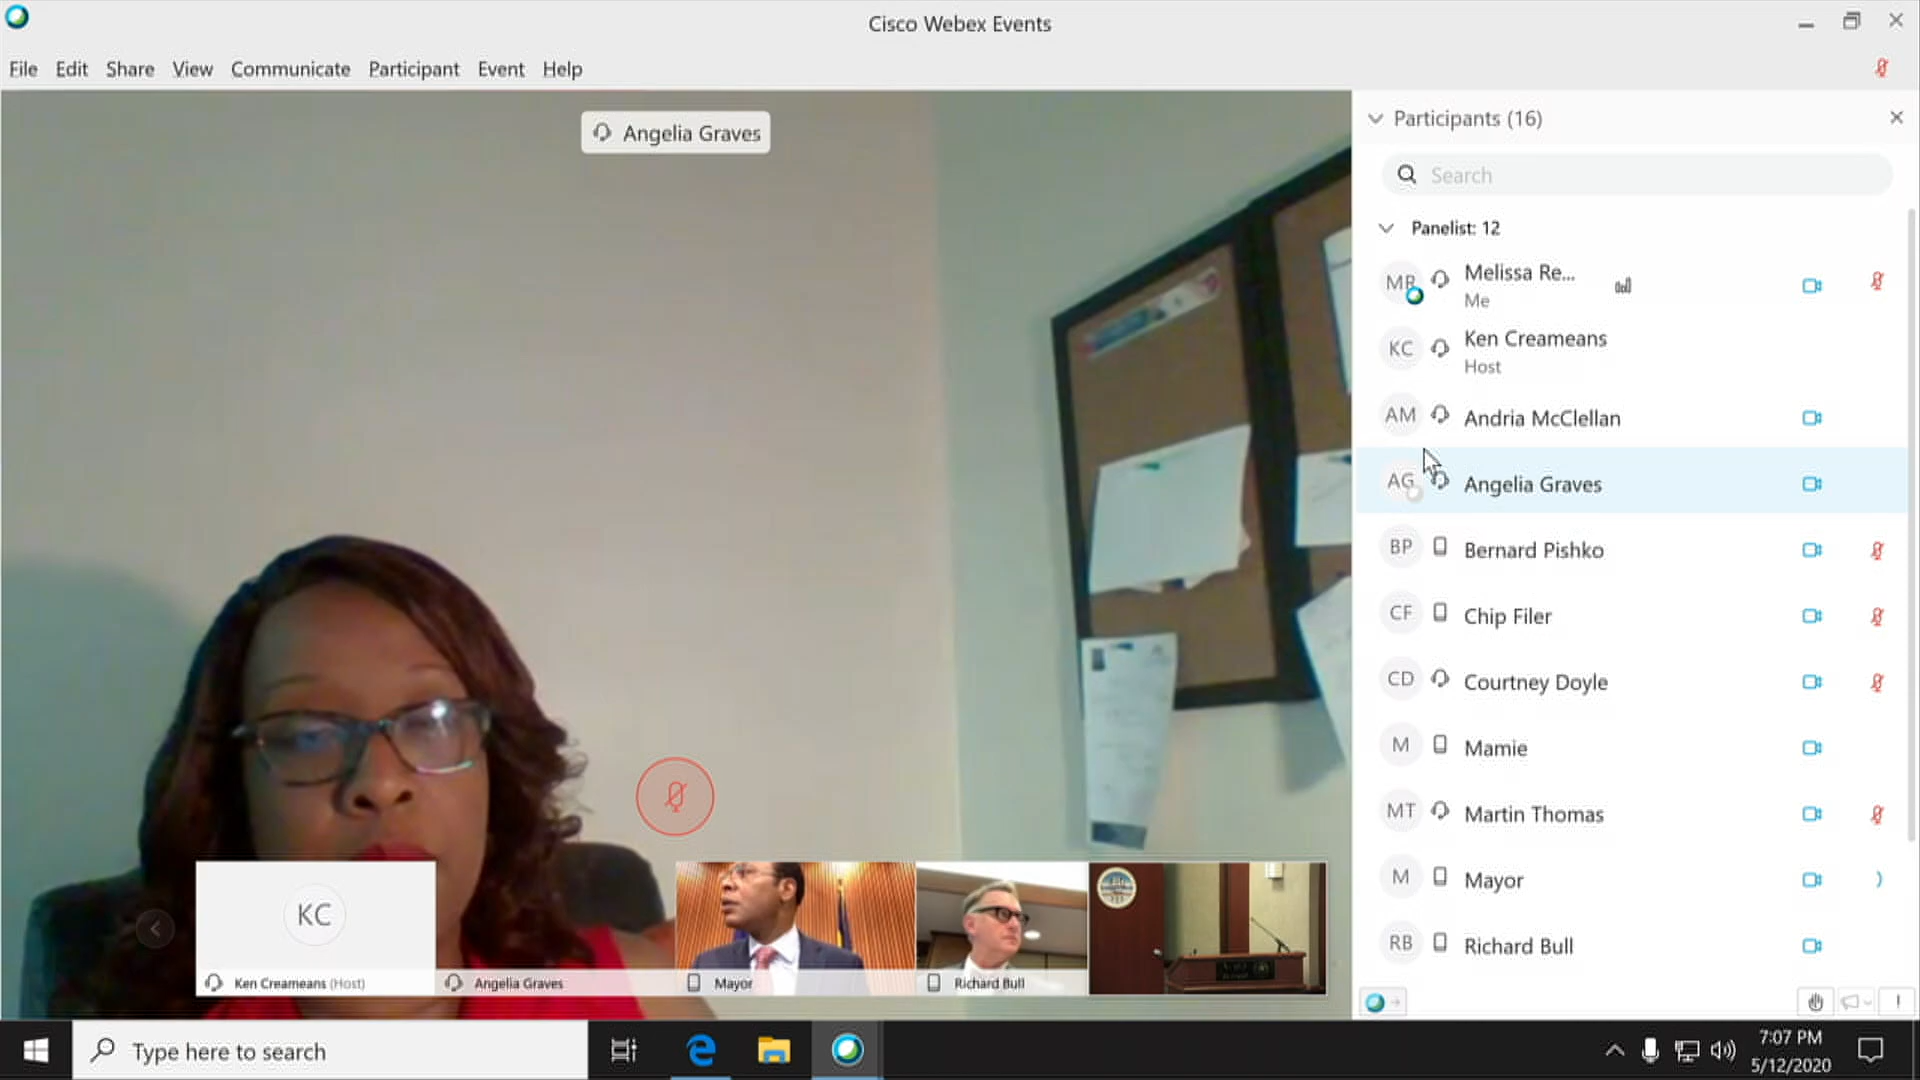 Cisco Webex Events
File Edit Share View Communicate Participant Event Help
Angelia Graves
Participants (16)
Search
Panelist: 12
MR Melissa Re...
Me
KC Ken Creameans
Host
AM Andria McClellan
AG Angelia Graves
BP Bernard Pishko
CF Chip Filer
CD Courtney Doyle
M Mamie
MT Martin Thomas
M Mayor
RB Richard Bull
KC
Ken Creameans (Host)
Angelia Graves
Mayor
Richard Bull
Type here to search
7:07 PM
5/12/2020